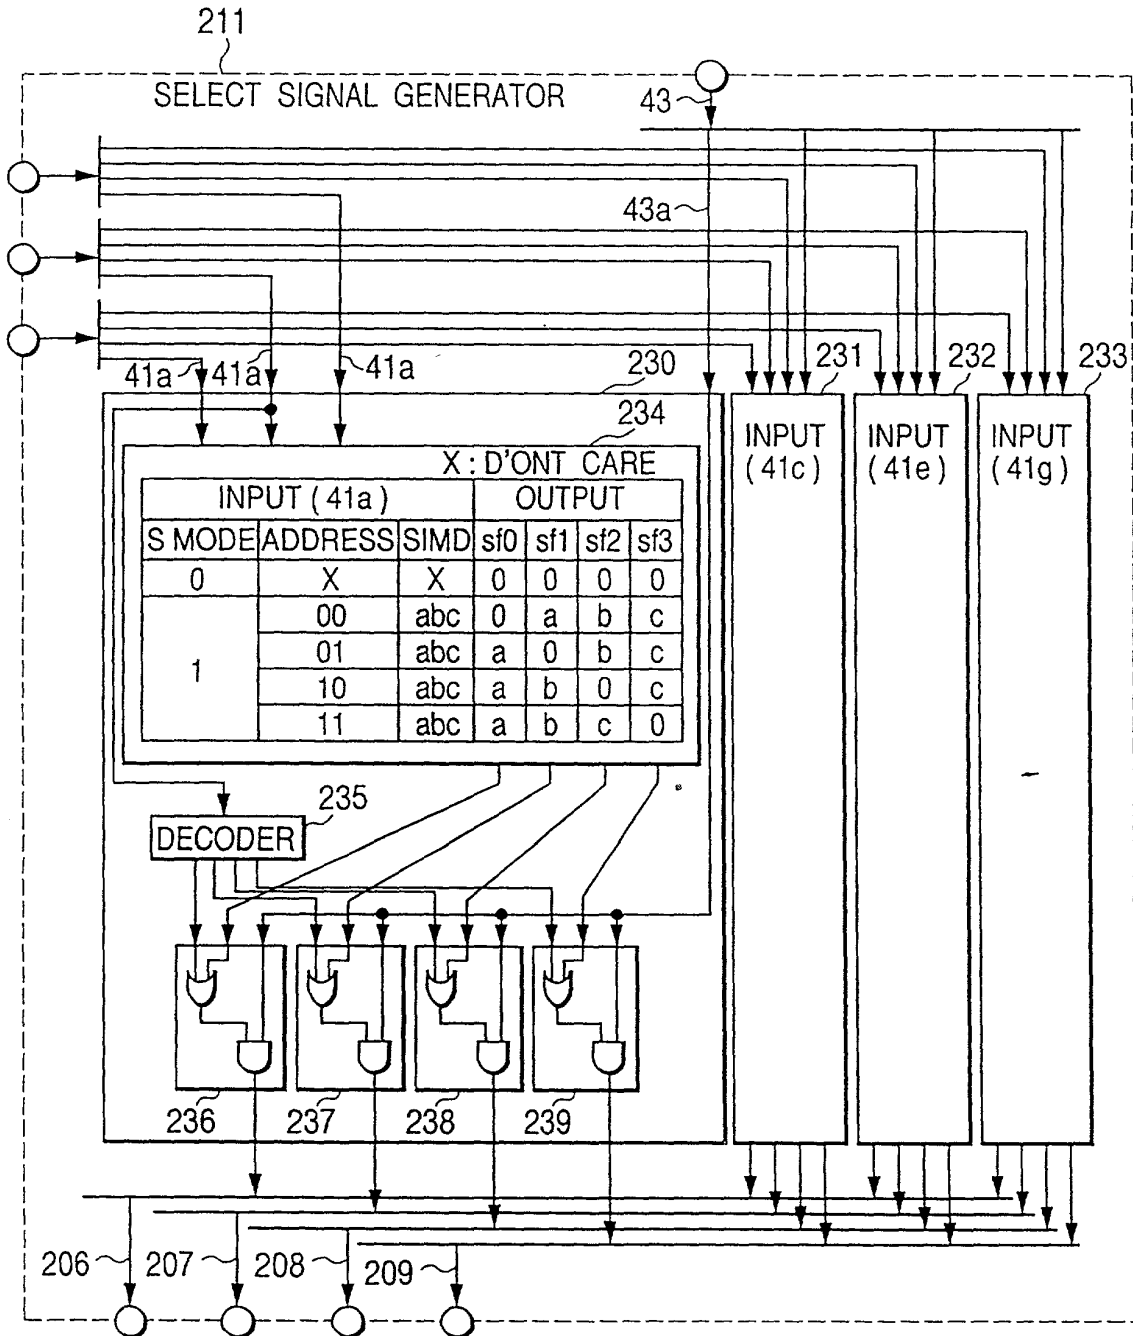 211
SELECT SIGNAL GENERATOR
43
43a
41a
41a
41a
230
231
232
233
234
INPUT
(41c)
INPUT
(41e)
INPUT
(41g)
X : D'ONT CARE
INPUT (41a) OUTPUT
S MODE ADDRESS SIMD sf0 sf1 sf2 sf3
0 X X 0 0 0 0
1
00 abc 0 a b c
01 abc a 0 b c
10 abc a b 0 c
11 abc a b c 0
235
DECODER
236
237
238
239
206
207
208
209